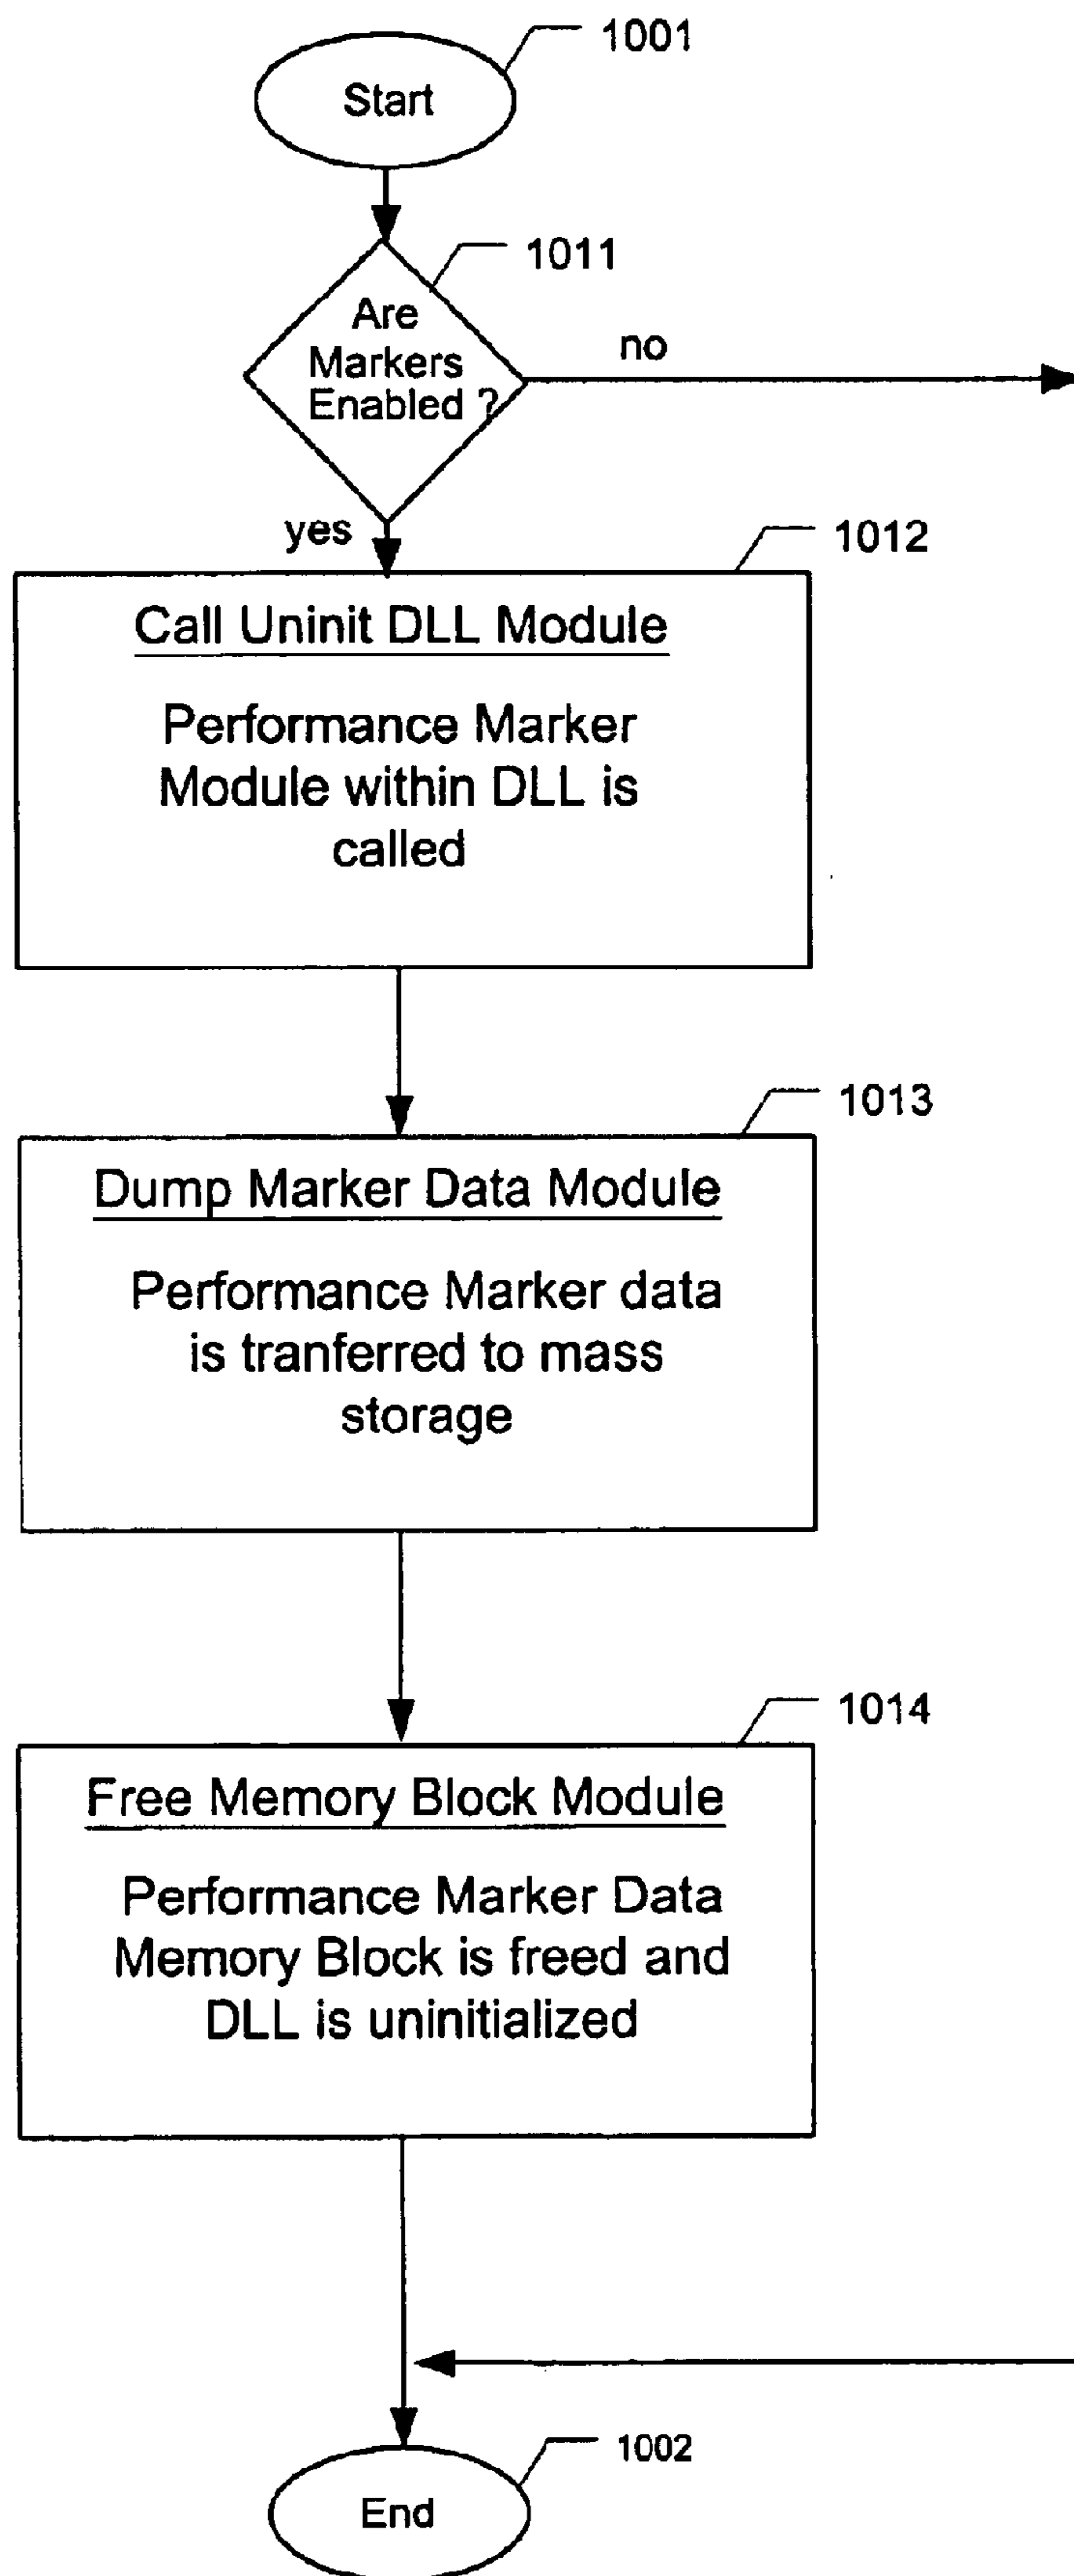 1001
Start
1011
Are
Markers
Enabled ?
no
yes
1012
Call Uninit DLL Module
Performance Marker
Module within DLL is
called
1013
Dump Marker Data Module
Performance Marker data
is tranferred to mass
storage
1014
Free Memory Block Module
Performance Marker Data
Memory Block is freed and
DLL is uninitialized
1002
End